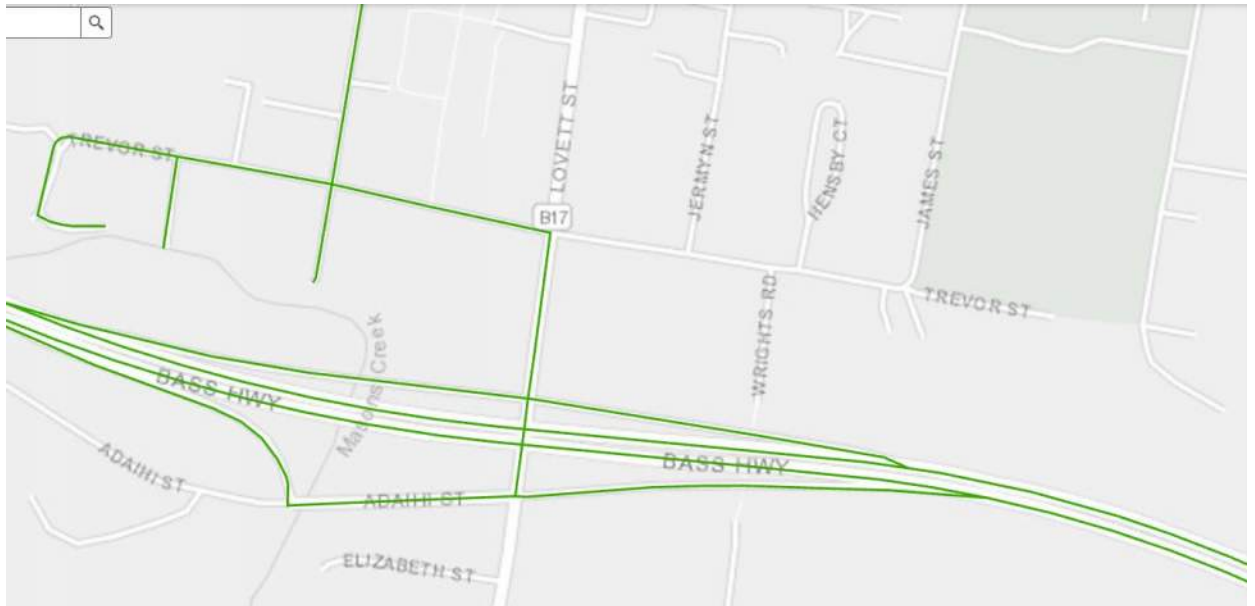 TREVOR ST
LOVETT ST
B17
JERMYN ST
HENSBY CT
JAMES ST
TREVOR ST
WRIGHTS RD
BASS HWY
Masons Creek
BASS HWY
ADAIHI ST
ADAIHI ST
ELIZABETH ST